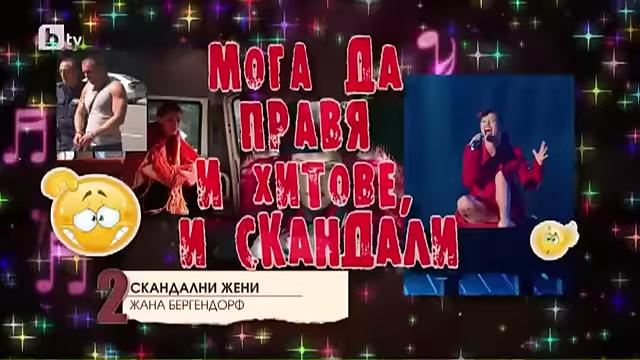 btv
МОГА ДА
ПРАВЯ
И ХИТОВЕ,
И СКАНДАЛИ
2
СКАНДАЛНИ ЖЕНИ
ЖАНА БЕРГЕНДОРФ